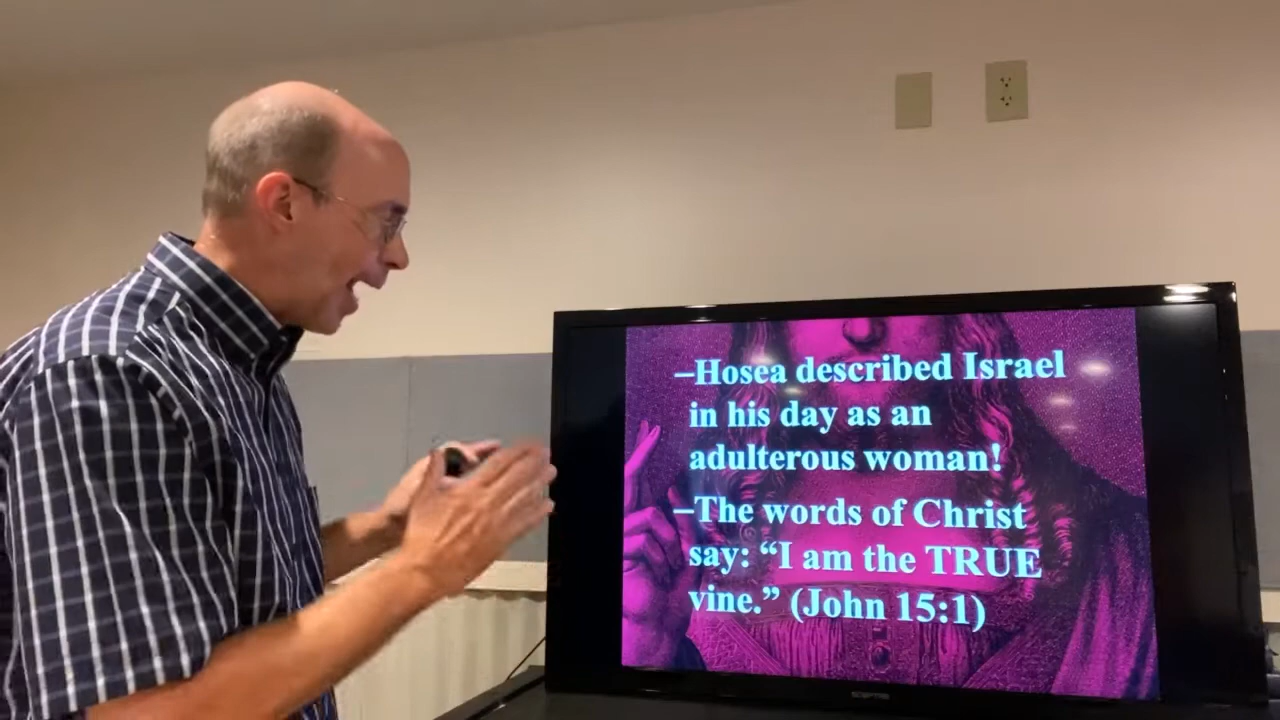 –Hosea described Israel
in his day as an
adulterous woman!
–The words of Christ
say: “I am the TRUE
vine.” (John 15:1)
SCEPTRE